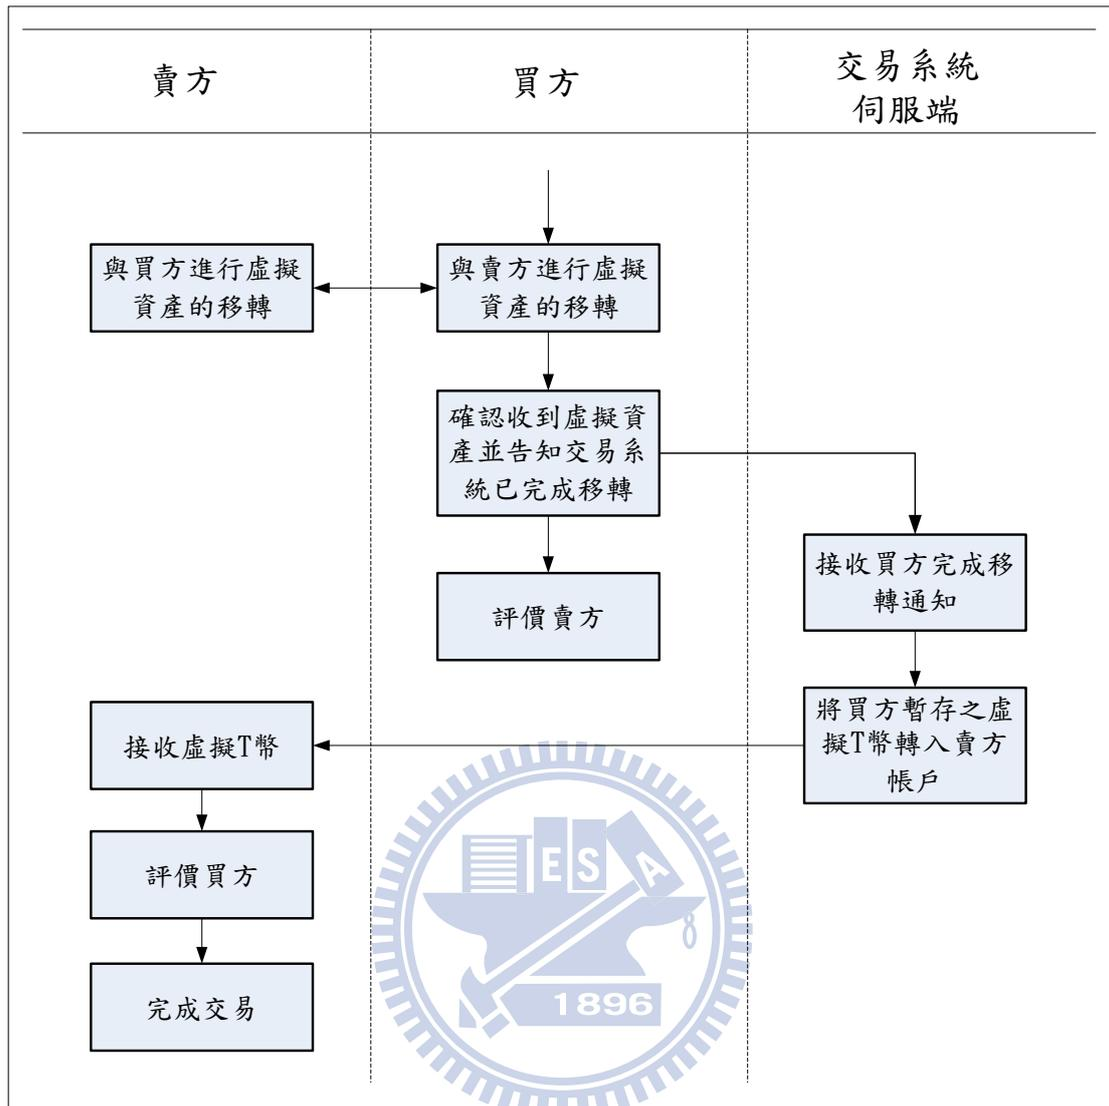 賣方
買方
交易系統
伺服端
與買方進行虛擬
資產的移轉
與賣方進行虛擬
資產的移轉
確認收到虛擬資
產並告知交易系
統已完成移轉
接收買方完成移
轉通知
評價賣方
將買方暫存之虛
擬T幣轉入賣方
帳戶
接收虛擬T幣
評價買方
完成交易
E S A
1896